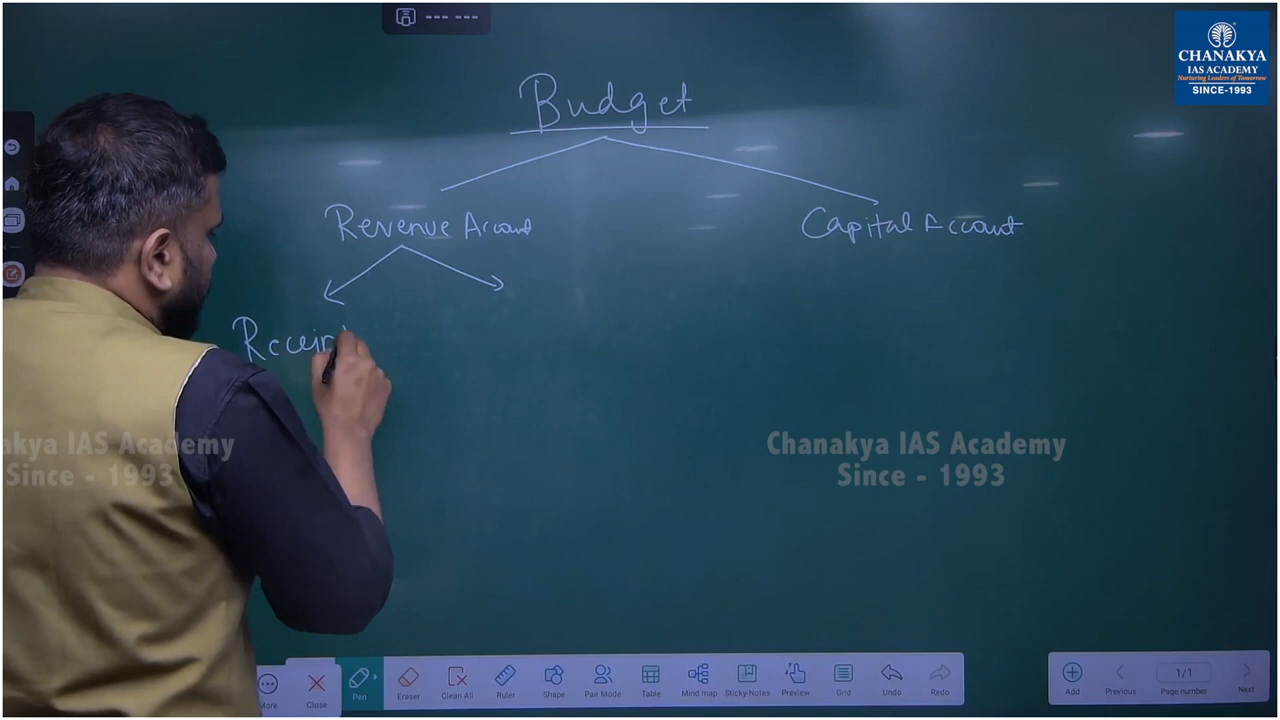 CHANAKYA
IAS ACADEMY
Nurturing Leaders of Tomorrow
SINCE-1993
Budget
Revenue Account
Capital Account
Receip
akya IAS Academy
Since - 1993
Chanakya IAS Academy
Since - 1993
More
Close
Pen
Eraser
Clean All
Ruler
Shape
Pair Mode
Table
Mind map
Sticky-Notes
Preview
Grid
Undo
Redo
Add
Previous
1/1
Page number
Next